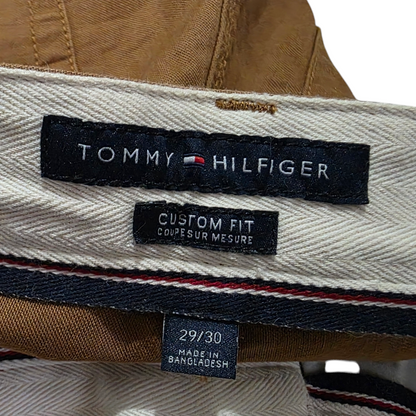 TOMMY HILFIGER
CUSTOM FIT
COUPE SUR MESURE
29/30
MADE IN
BANGLADESH